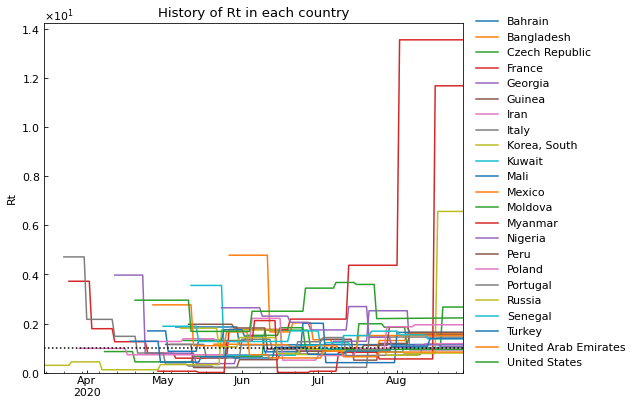 History of Rt in each country
×10¹
1.4
1.2
1.0
0.8
0.6
0.4
0.2
0.0
Rt
Apr
2020
May
Jun
Jul
Aug
Bahrain
Bangladesh
Czech Republic
France
Georgia
Guinea
Iran
Italy
Korea, South
Kuwait
Mali
Mexico
Moldova
Myanmar
Nigeria
Peru
Poland
Portugal
Russia
Senegal
Turkey
United Arab Emirates
United States